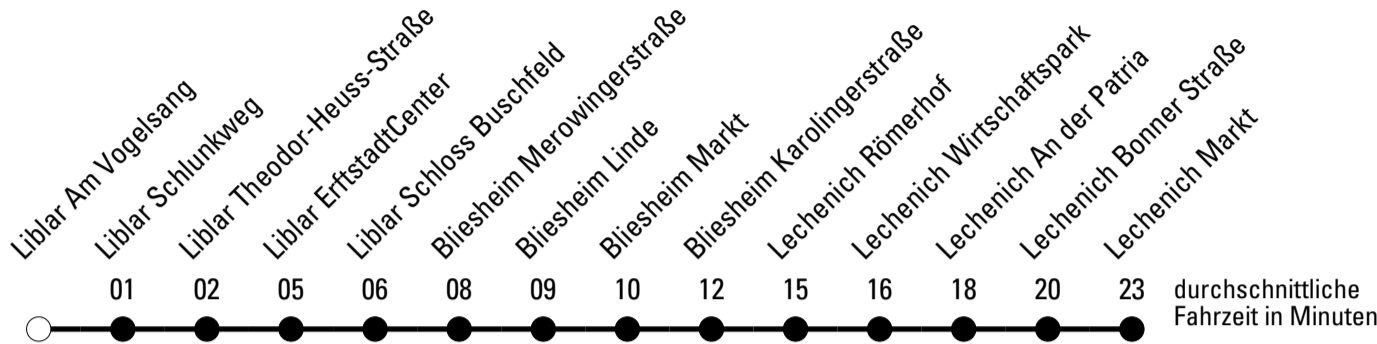 Liblar Am Vogelsang
Liblar Schlunkweg
Liblar Theodor-Heuss-Straße
Liblar ErftstadtCenter
Liblar Schloss Buschfeld
Bliesheim Merowingerstraße
Bliesheim Linde
Bliesheim Markt
Bliesheim Karolingerstraße
Lechenich Römerhof
Lechenich Wirtschaftspark
Lechenich An der Patria
Lechenich Bonner Straße
Lechenich Markt
01 02 05 06 08 09 10 12 15 16 18 20 23
durchschnittliche
Fahrzeit in Minuten